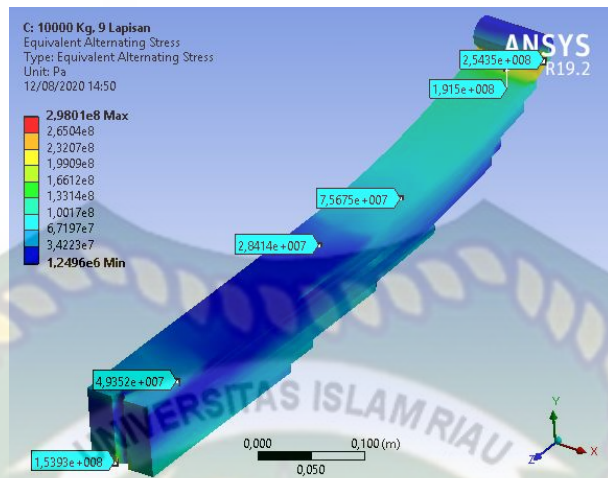 C: 10000 Kg, 9 Lapisan
Equivalent Alternating Stress
Type: Equivalent Alternating Stress
Unit: Pa
12/08/2020 14:50
2,9801e8 Max
2,6504e8
2,3207e8
1,9909e8
1,6612e8
1,3314e8
1,0017e8
6,7197e7
3,4223e7
1,2496e6 Min
ANSYS
R19.2
2,5435e+008
1,915e+008
7,5675e+007
2,8414e+007
4,9352e+007
1,5393e+008
UNIVERSITAS ISLAM RIAU
0,000
0,100 (m)
0,050
Y
X
Z